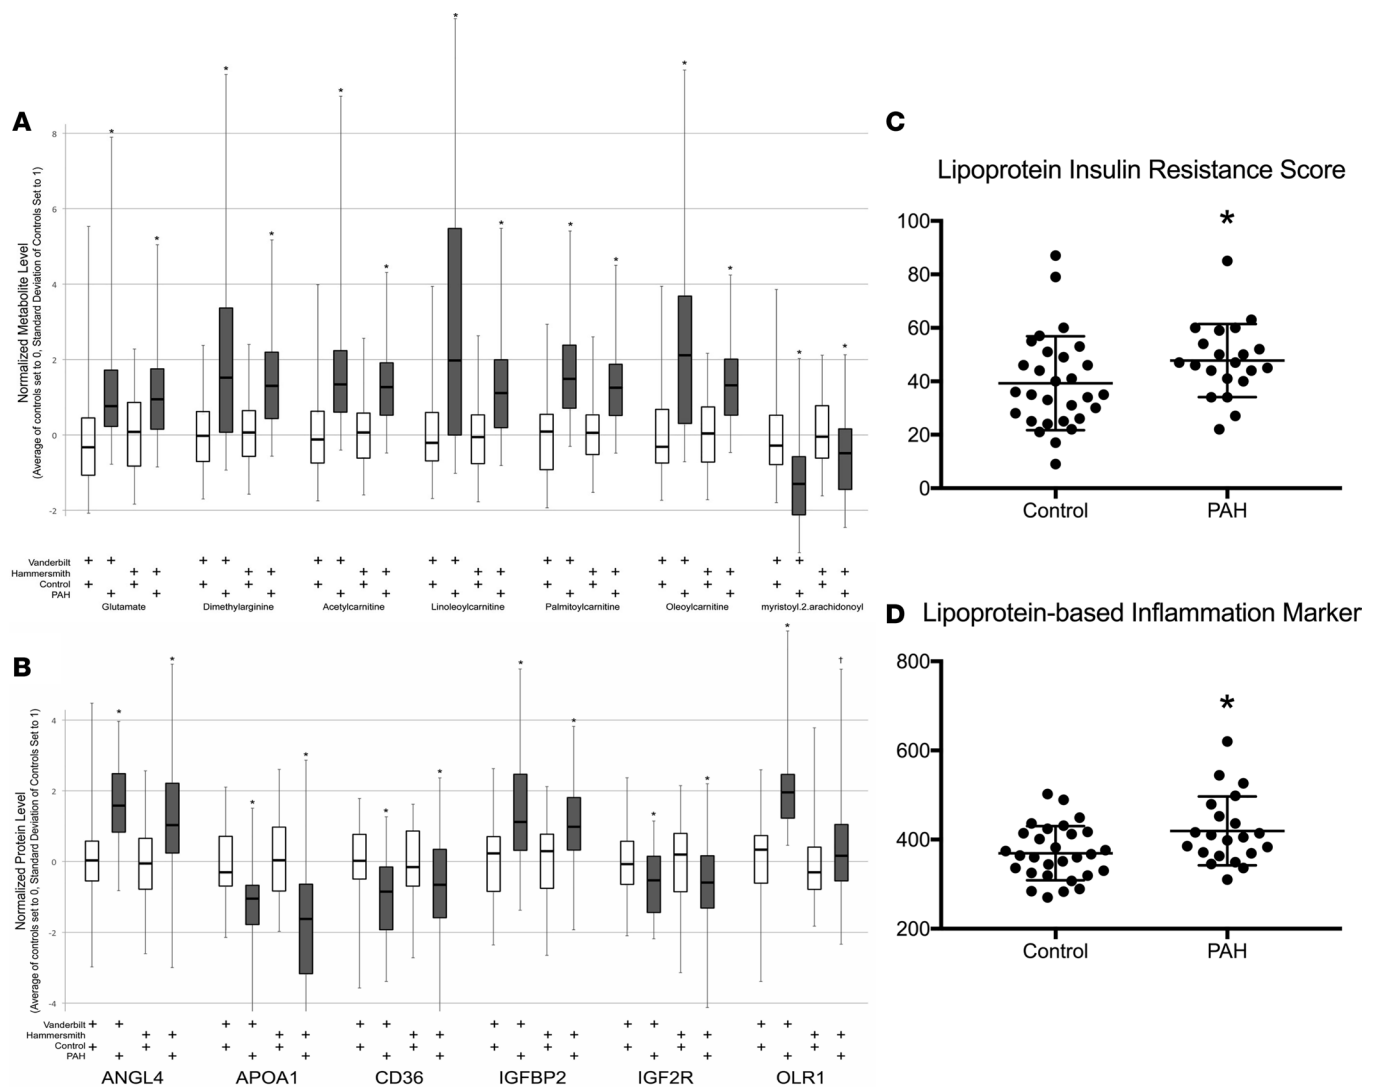 A
Normalized Metabolite Level
(Average of controls set to 0, Standard Deviation of Controls Set to 1)
8
6
4
2
0
-2
* * * * * * * * * * * * * *
Vanderbilt + + + + + + + + + + + + + +
Hammersmith + + + + + + + + + + + + + +
Control + + + + + + + + + + + + + +
PAH + + + + + + + + + + + + + +
Glutamate Dimethylarginine Acetylcarnitine Linoleoylcarnitine Palmitoylcarnitine Oleoylcarnitine myristoyl.2.arachidonoyl
B
Normalized Protein Level
(Average of controls set to 0, Standard Deviation of Controls Set to 1)
4
2
0
-2
-4
* * * * * * * * * * * †
Vanderbilt + + + + + + + + + + + +
Hammersmith + + + + + + + + + + + +
Control + + + + + + + + + + + +
PAH + + + + + + + + + + + +
ANGL4 APOA1 CD36 IGFBP2 IGF2R OLR1
C
Lipoprotein Insulin Resistance Score
100
80
60
40
20
0
*
Control PAH
D Lipoprotein-based Inflammation Marker
800
600
400
200
*
Control PAH